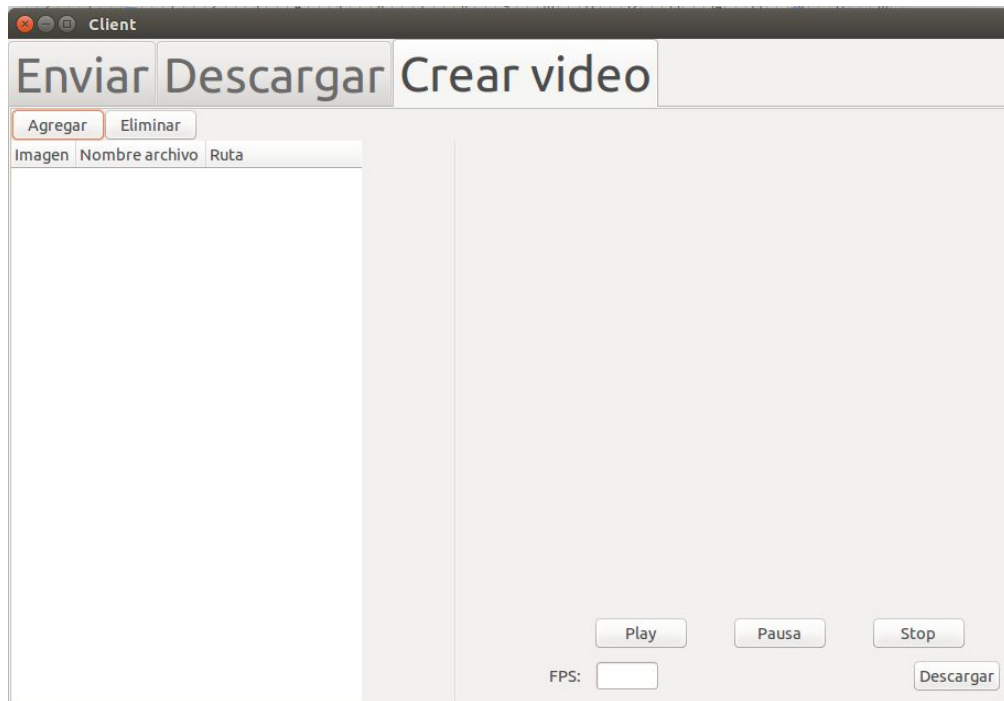 Client
Enviar Descargar Crear video
Agregar Eliminar
Imagen Nombre archivo Ruta
Play Pausa Stop
FPS: Descargar